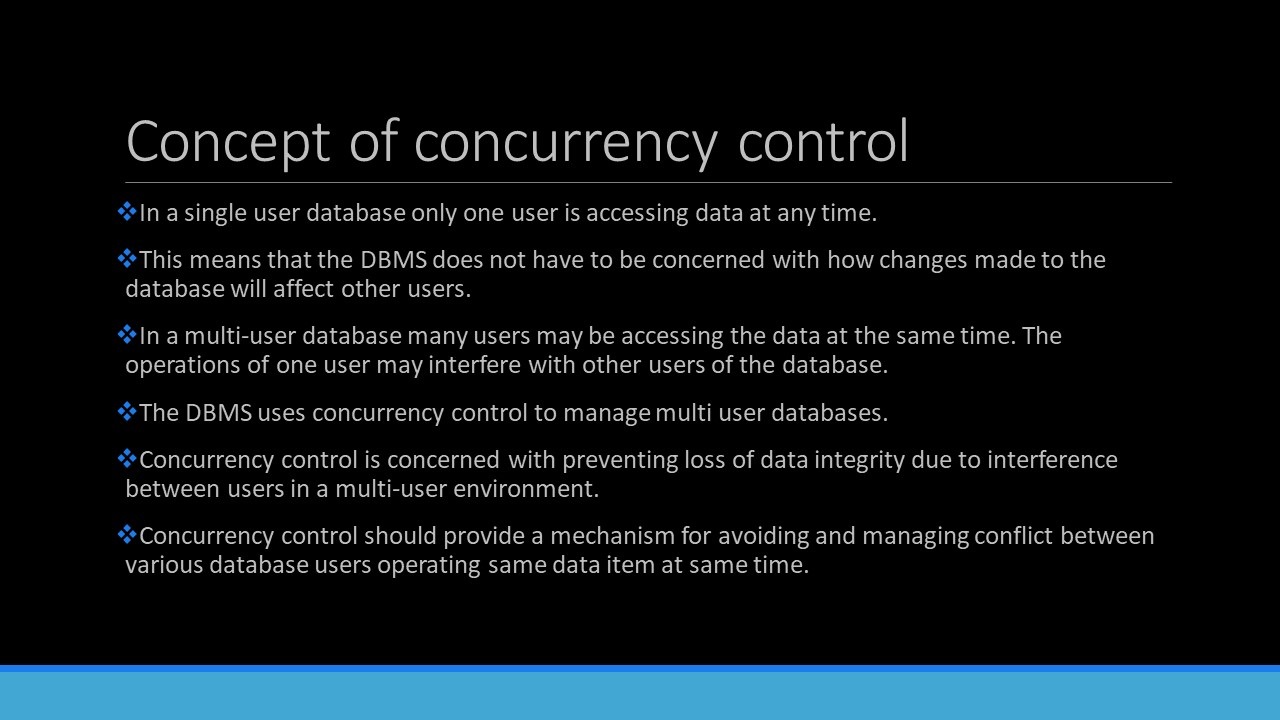 Concept of concurrency control
❖In a single user database only one user is accessing data at any time.
❖This means that the DBMS does not have to be concerned with how changes made to the
database will affect other users.
❖In a multi-user database many users may be accessing the data at the same time. The
operations of one user may interfere with other users of the database.
❖The DBMS uses concurrency control to manage multi user databases.
❖Concurrency control is concerned with preventing loss of data integrity due to interference
between users in a multi-user environment.
❖Concurrency control should provide a mechanism for avoiding and managing conflict between
various database users operating same data item at same time.